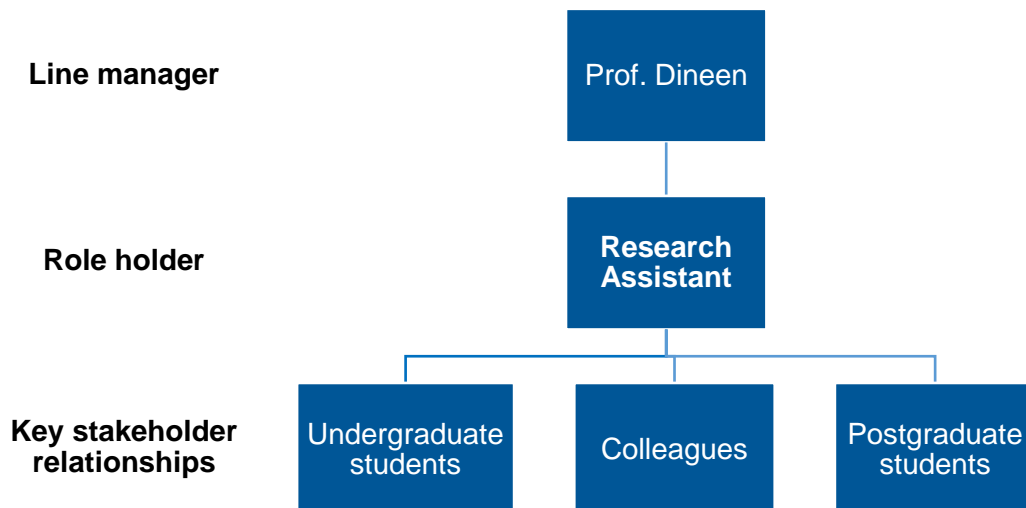 Line manager
Prof. Dineen
Role holder
Research
Assistant
Key stakeholder
relationships
Undergraduate
students
Colleagues
Postgraduate
students